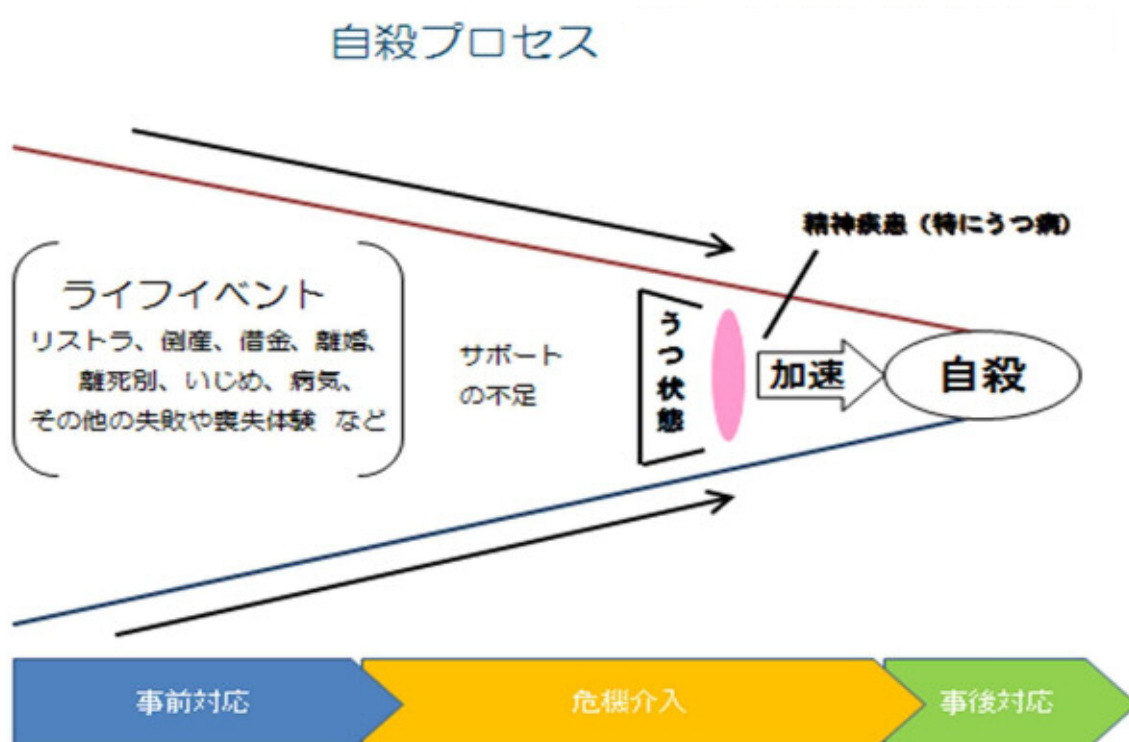 自殺プロセス
精神疾患（特にうつ病）
ライフイベント
リストラ、倒産、借金、離婚、
離死別、いじめ、病気、
その他の失敗や喪失体験 など
サポート
の不足
うつ状態
加速
自殺
事前対応
危機介入
事後対応